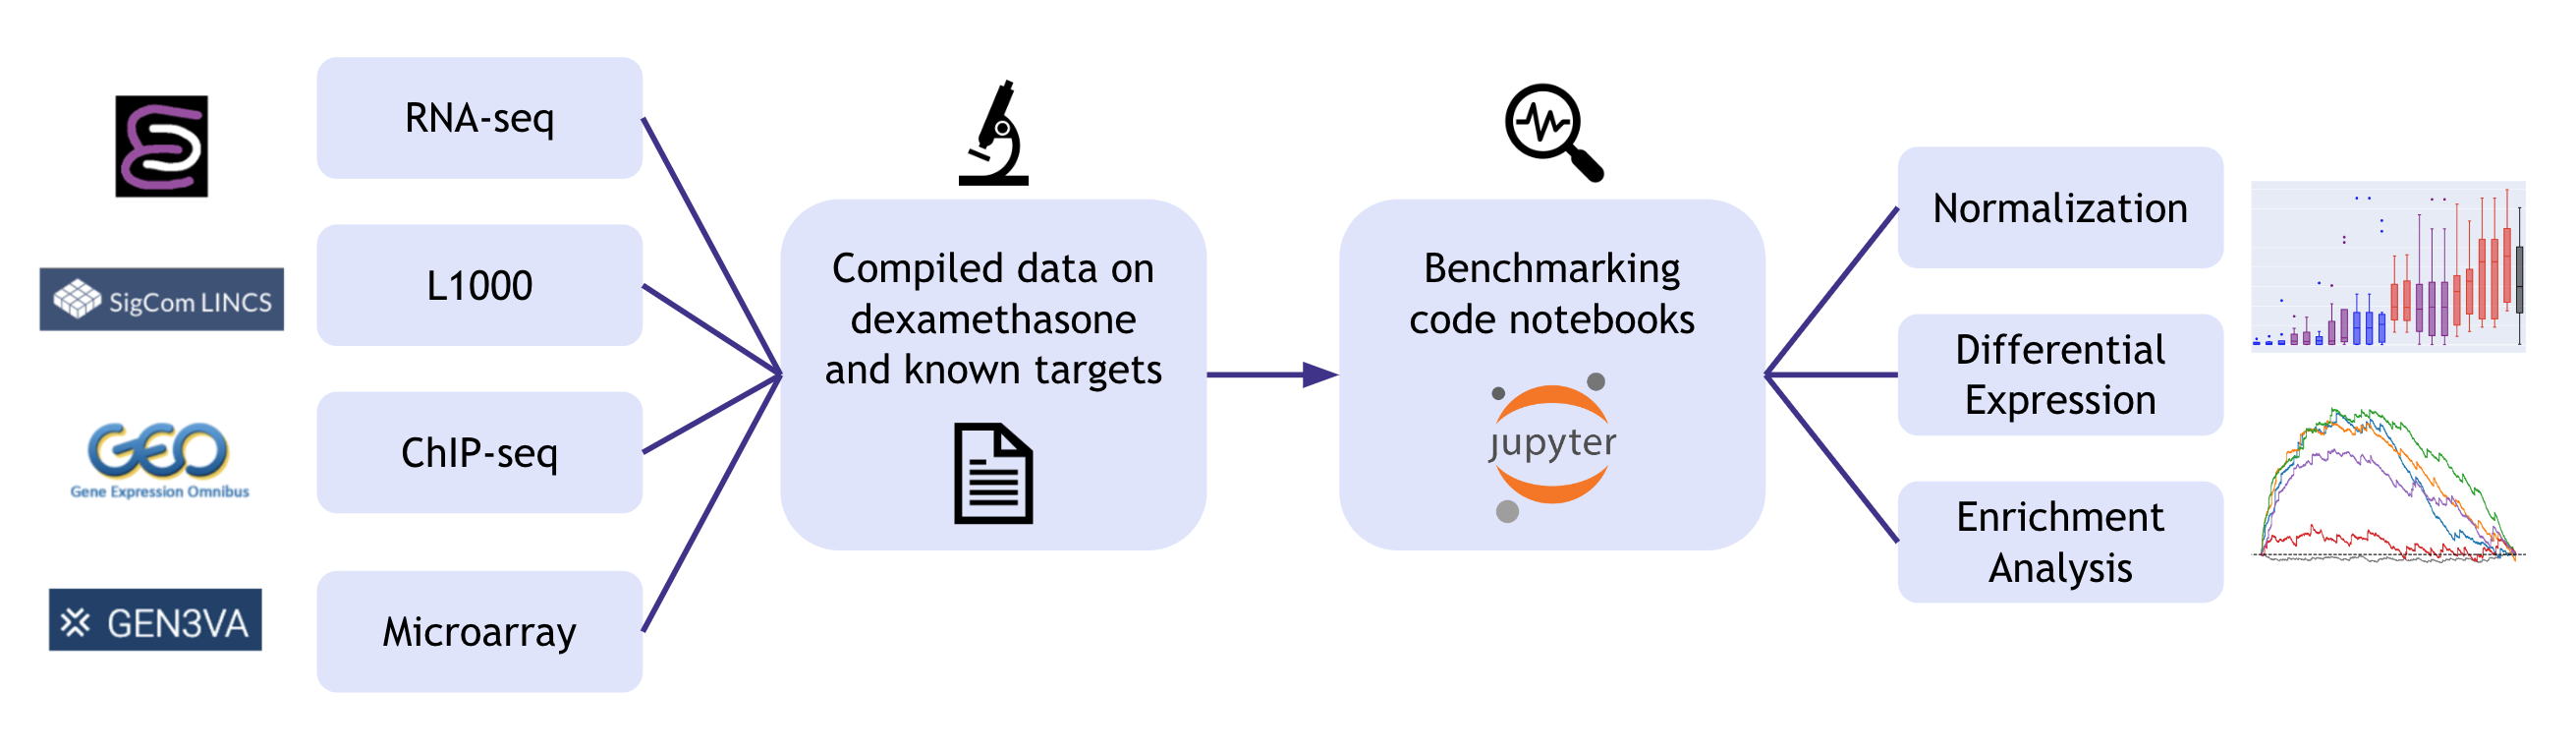 RNA-seq
SigCom LINCS
L1000
GEO
Gene Expression Omnibus
ChIP-seq
GEN3VA
Microarray
Compiled data on
dexamethasone
and known targets
Benchmarking
code notebooks
jupyter
Normalization
Differential
Expression
Enrichment
Analysis